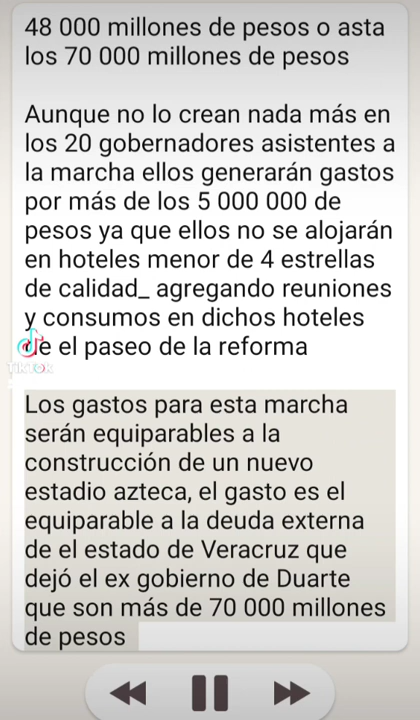 48 000 millones de pesos o asta
los 70 000 millones de pesos
Aunque no lo crean nada más en
los 20 gobernadores asistentes a
la marcha ellos generarán gastos
por más de los 5 000 000 de
pesos ya que ellos no se alojarán
en hoteles menor de 4 estrellas
de calidad_ agregando reuniones
y consumos en dichos hoteles
de el paseo de la reforma
TikTok
Los gastos para esta marcha
serán equiparables a la
construcción de un nuevo
estadio azteca, el gasto es el
equiparable a la deuda externa
de el estado de Veracruz que
dejó el ex gobierno de Duarte
que son más de 70 000 millones
de pesos